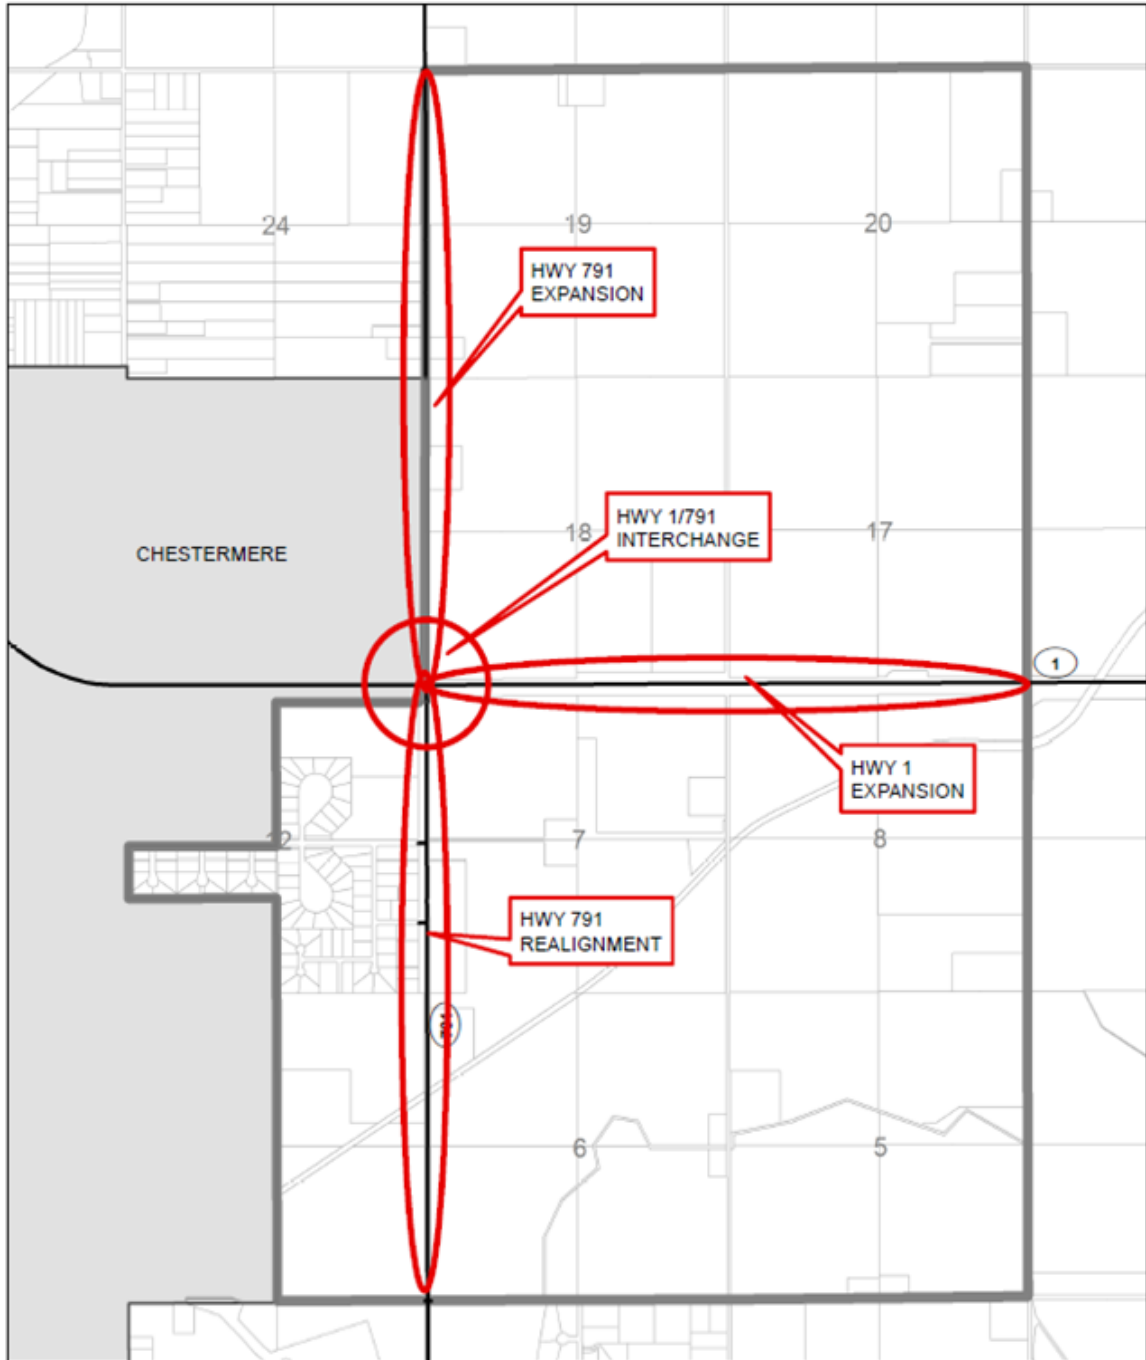 24
19
20
HWY 791
EXPANSION
HWY 1/791
INTERCHANGE
18
17
CHESTERMERE
1
HWY 1
EXPANSION
7
8
HWY 791
REALIGNMENT
6
5